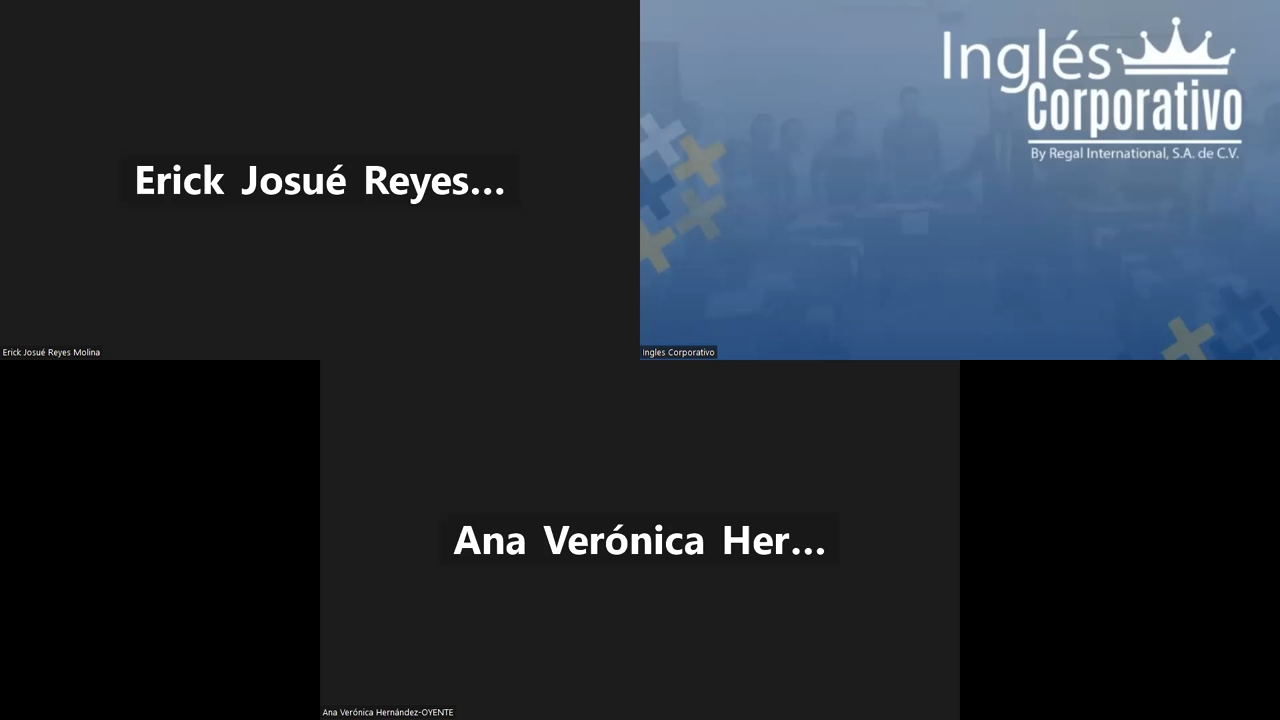 Erick Josué Reyes...
Erick Josué Reyes Molina
Inglés
Corporativo
By Regal International, S.A. de C.V.
Ingles Corporativo
Ana Verónica Her...
Ana Verónica Hernández-OYENTE